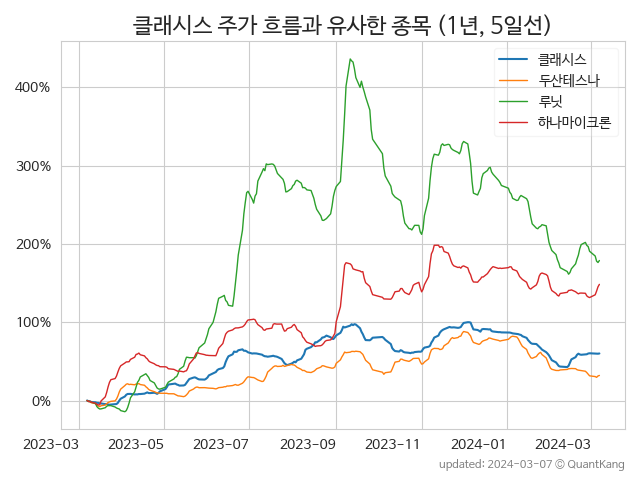 클래시스 주가 흐름과 유사한 종목 (1년, 5일선)
클래시스
두산테스나
루닛
하나마이크론
400%
300%
200%
100%
0%
2023-03 2023-05 2023-07 2023-09 2023-11 2024-01 2024-03
updated: 2024-03-07 © QuantKang